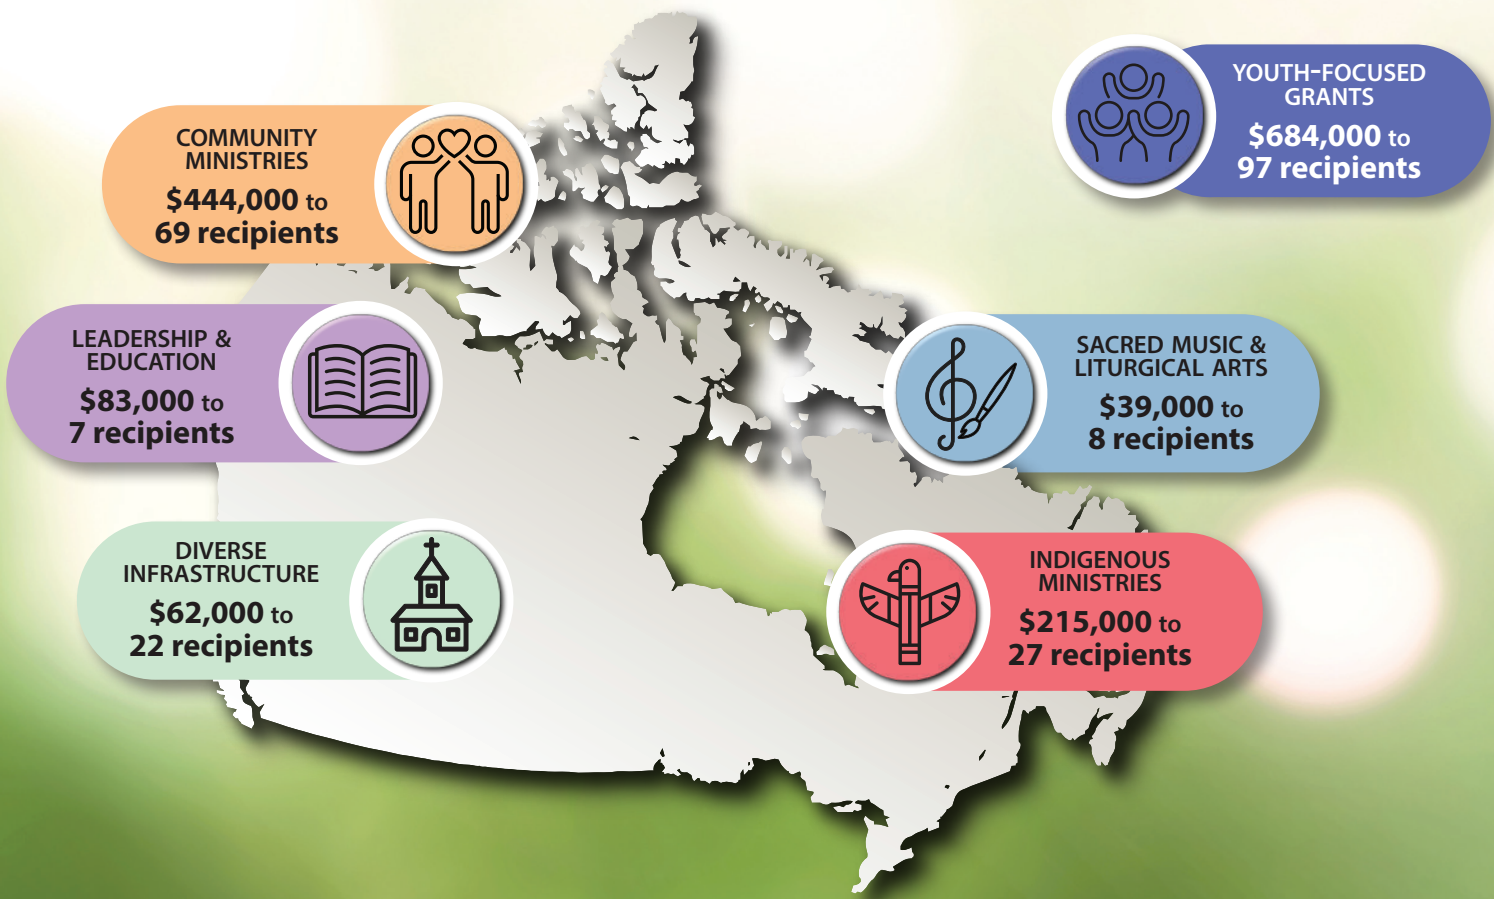 COMMUNITY
MINISTRIES
$444,000 to
69 recipients
YOUTH-FOCUSED
GRANTS
$684,000 to
97 recipients
LEADERSHIP &
EDUCATION
$83,000 to
7 recipients
SACRED MUSIC &
LITURGICAL ARTS
$39,000 to
8 recipients
DIVERSE
INFRASTRUCTURE
$62,000 to
22 recipients
INDIGENOUS
MINISTRIES
$215,000 to
27 recipients